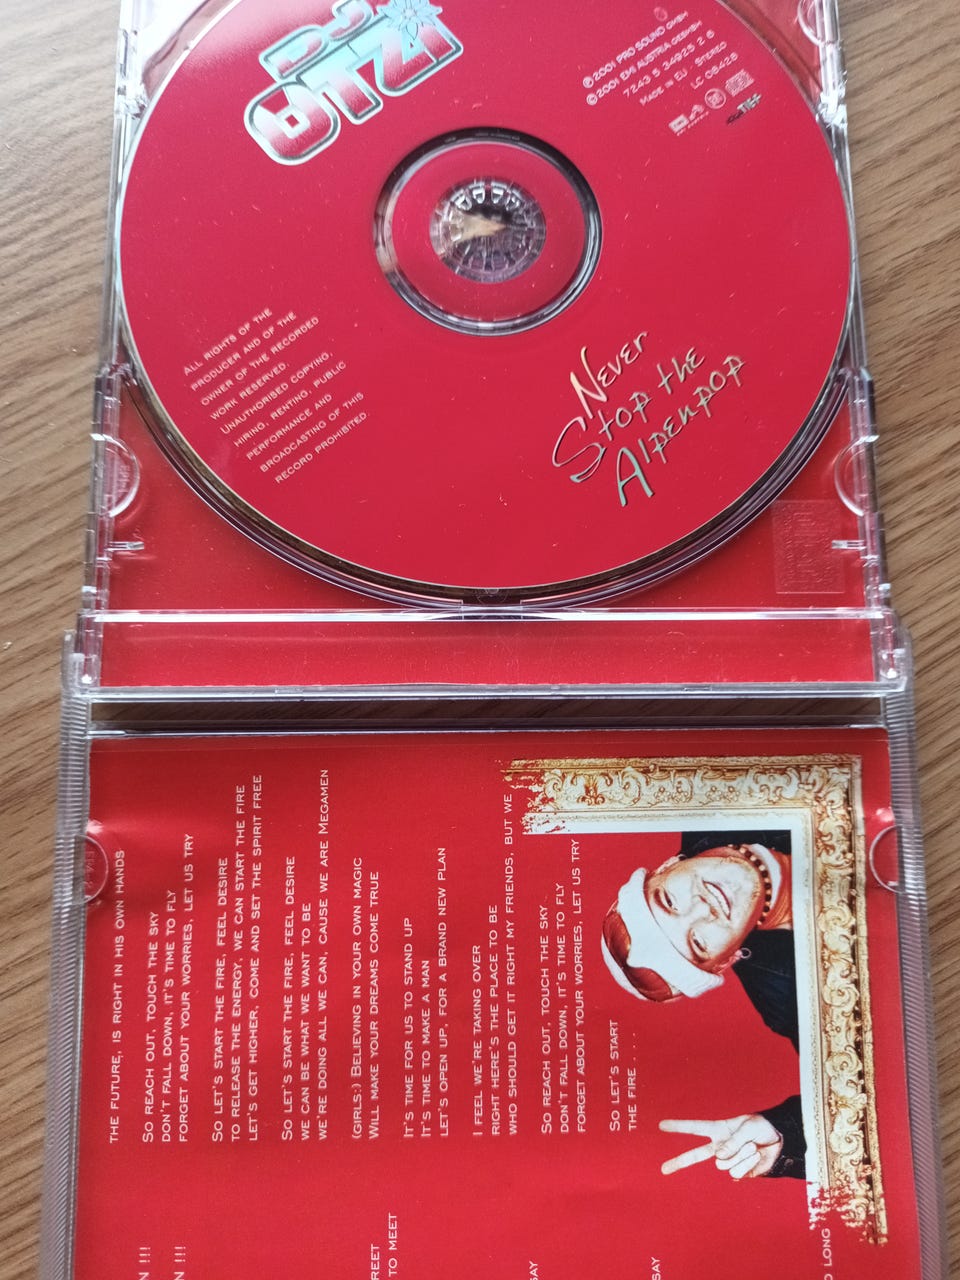 DJ
ÖTZI
℗2001 PRO SOUND GMBH
©2001 EMI AUSTRIA GESMBH
7243 5 34925 2 6
MADE IN EU STEREO
LC 08428
ALL RIGHTS OF THE
PRODUCER AND OF THE
OWNER OF THE RECORDED
WORK RESERVED.
UNAUTHORISED COPYING,
HIRING, RENTING, PUBLIC
PERFORMANCE AND
BROADCASTING OF THIS
RECORD PROHIBITED.
Never
Stop the
Alpenpop
THE FUTURE, IS RIGHT IN HIS OWN HANDS
SO REACH OUT, TOUCH THE SKY
DON'T FALL DOWN, IT'S TIME TO FLY
FORGET ABOUT YOUR WORRIES, LET US TRY
SO LET'S START THE FIRE, FEEL DESIRE
TO RELEASE THE ENERGY, WE CAN START THE FIRE
LET'S GET HIGHER, COME AND SET THE SPIRIT FREE
SO LET'S START THE FIRE, FEEL DESIRE
WE CAN BE WHAT WE WANT TO BE
WE'RE DOING ALL WE CAN, CAUSE WE ARE MEGAMEN
(GIRLS:) BELIEVING IN YOUR OWN MAGIC
WILL MAKE YOUR DREAMS COME TRUE
IT'S TIME FOR US TO STAND UP
IT'S TIME TO MAKE A MAN
LET'S OPEN UP, FOR A BRAND NEW PLAN
I FEEL WE'RE TAKING OVER
RIGHT HERE'S THE PLACE TO BE
WHO SHOULD GET IT RIGHT MY FRIENDS, BUT WE
SO REACH OUT, TOUCH THE SKY...
DON'T FALL DOWN, IT'S TIME TO FLY
FORGET ABOUT YOUR WORRIES, LET US TRY
SO LET'S START
THE FIRE ....
N !!!
N !!!
REET
TO MEET
SAY
SAY
O LONG